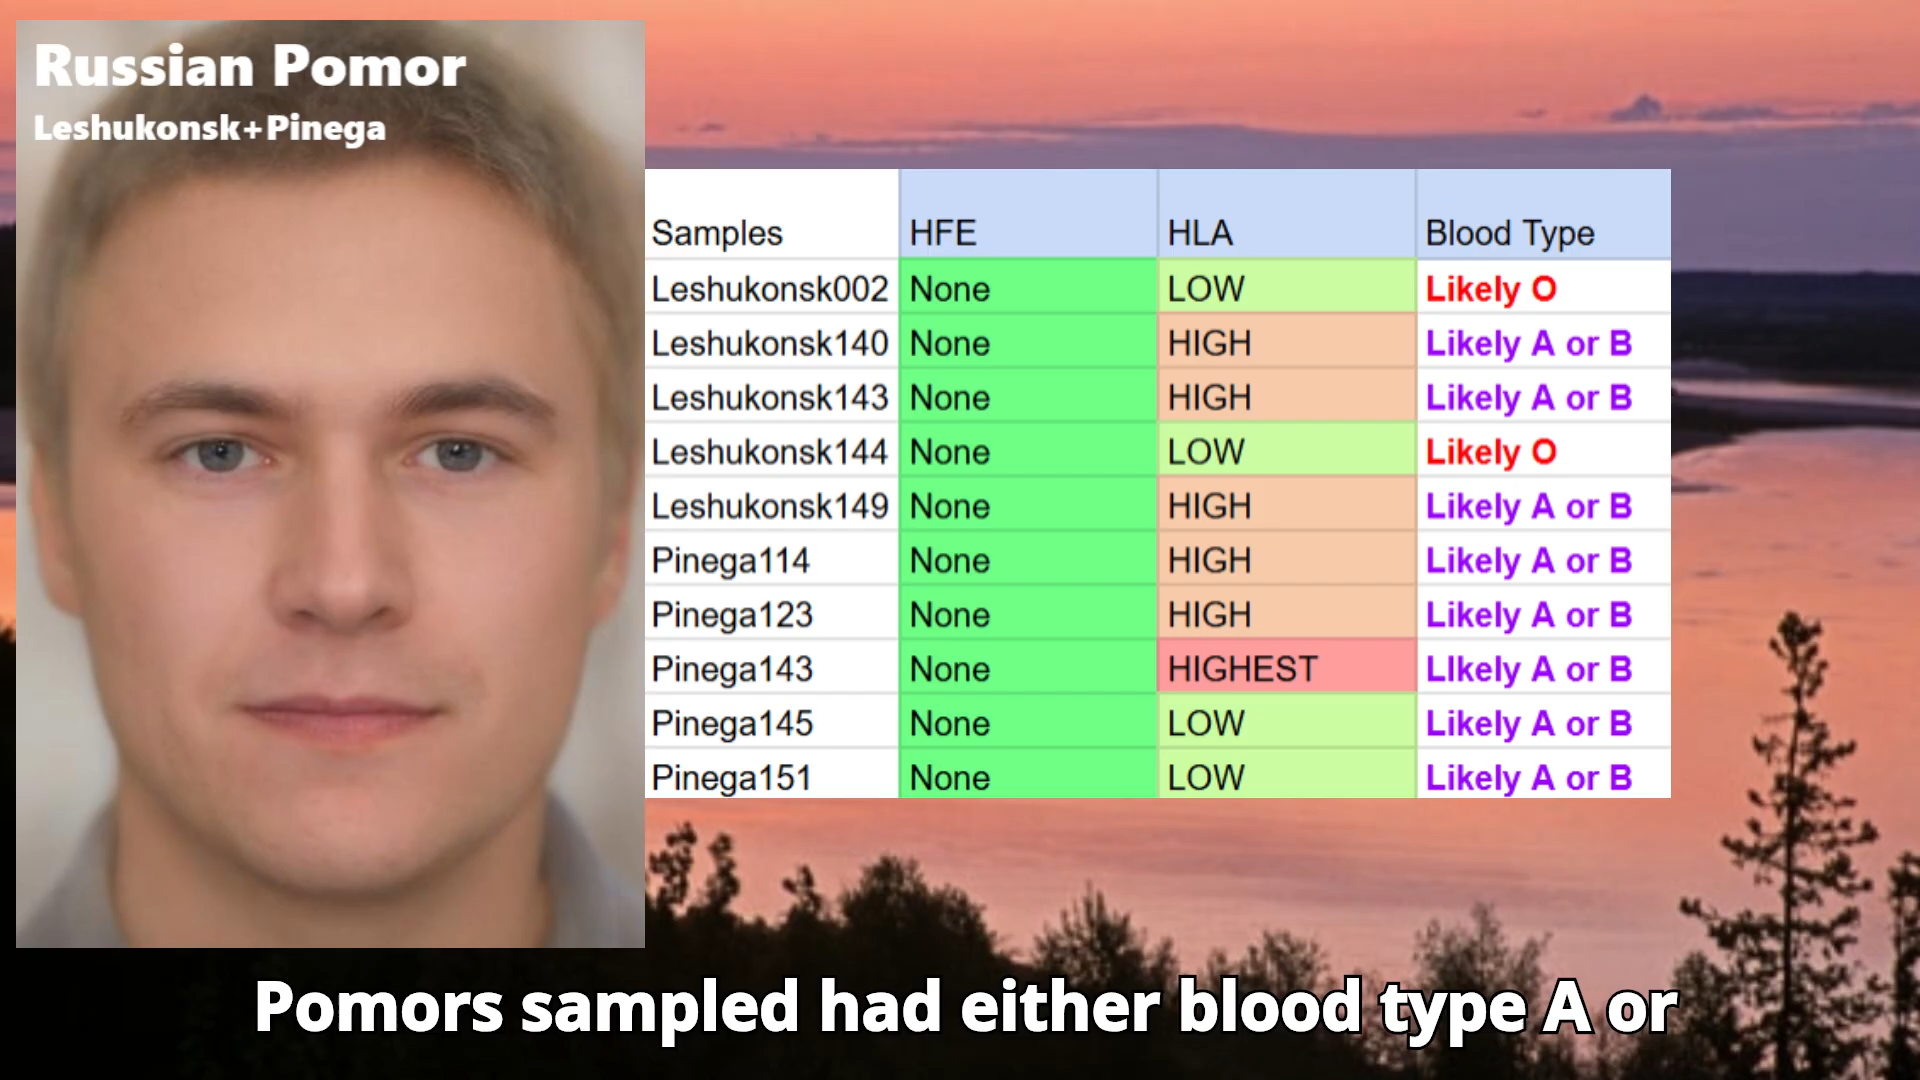 Russian Pomor
Leshukonsk+Pinega
Samples HFE HLA Blood Type
Leshukonsk002 None LOW Likely O
Leshukonsk140 None HIGH Likely A or B
Leshukonsk143 None HIGH Likely A or B
Leshukonsk144 None LOW Likely O
Leshukonsk149 None HIGH Likely A or B
Pinega114 None HIGH Likely A or B
Pinega123 None HIGH Likely A or B
Pinega143 None HIGHEST LIkely A or B
Pinega145 None LOW Likely A or B
Pinega151 None LOW Likely A or B
Pomors sampled had either blood type A or